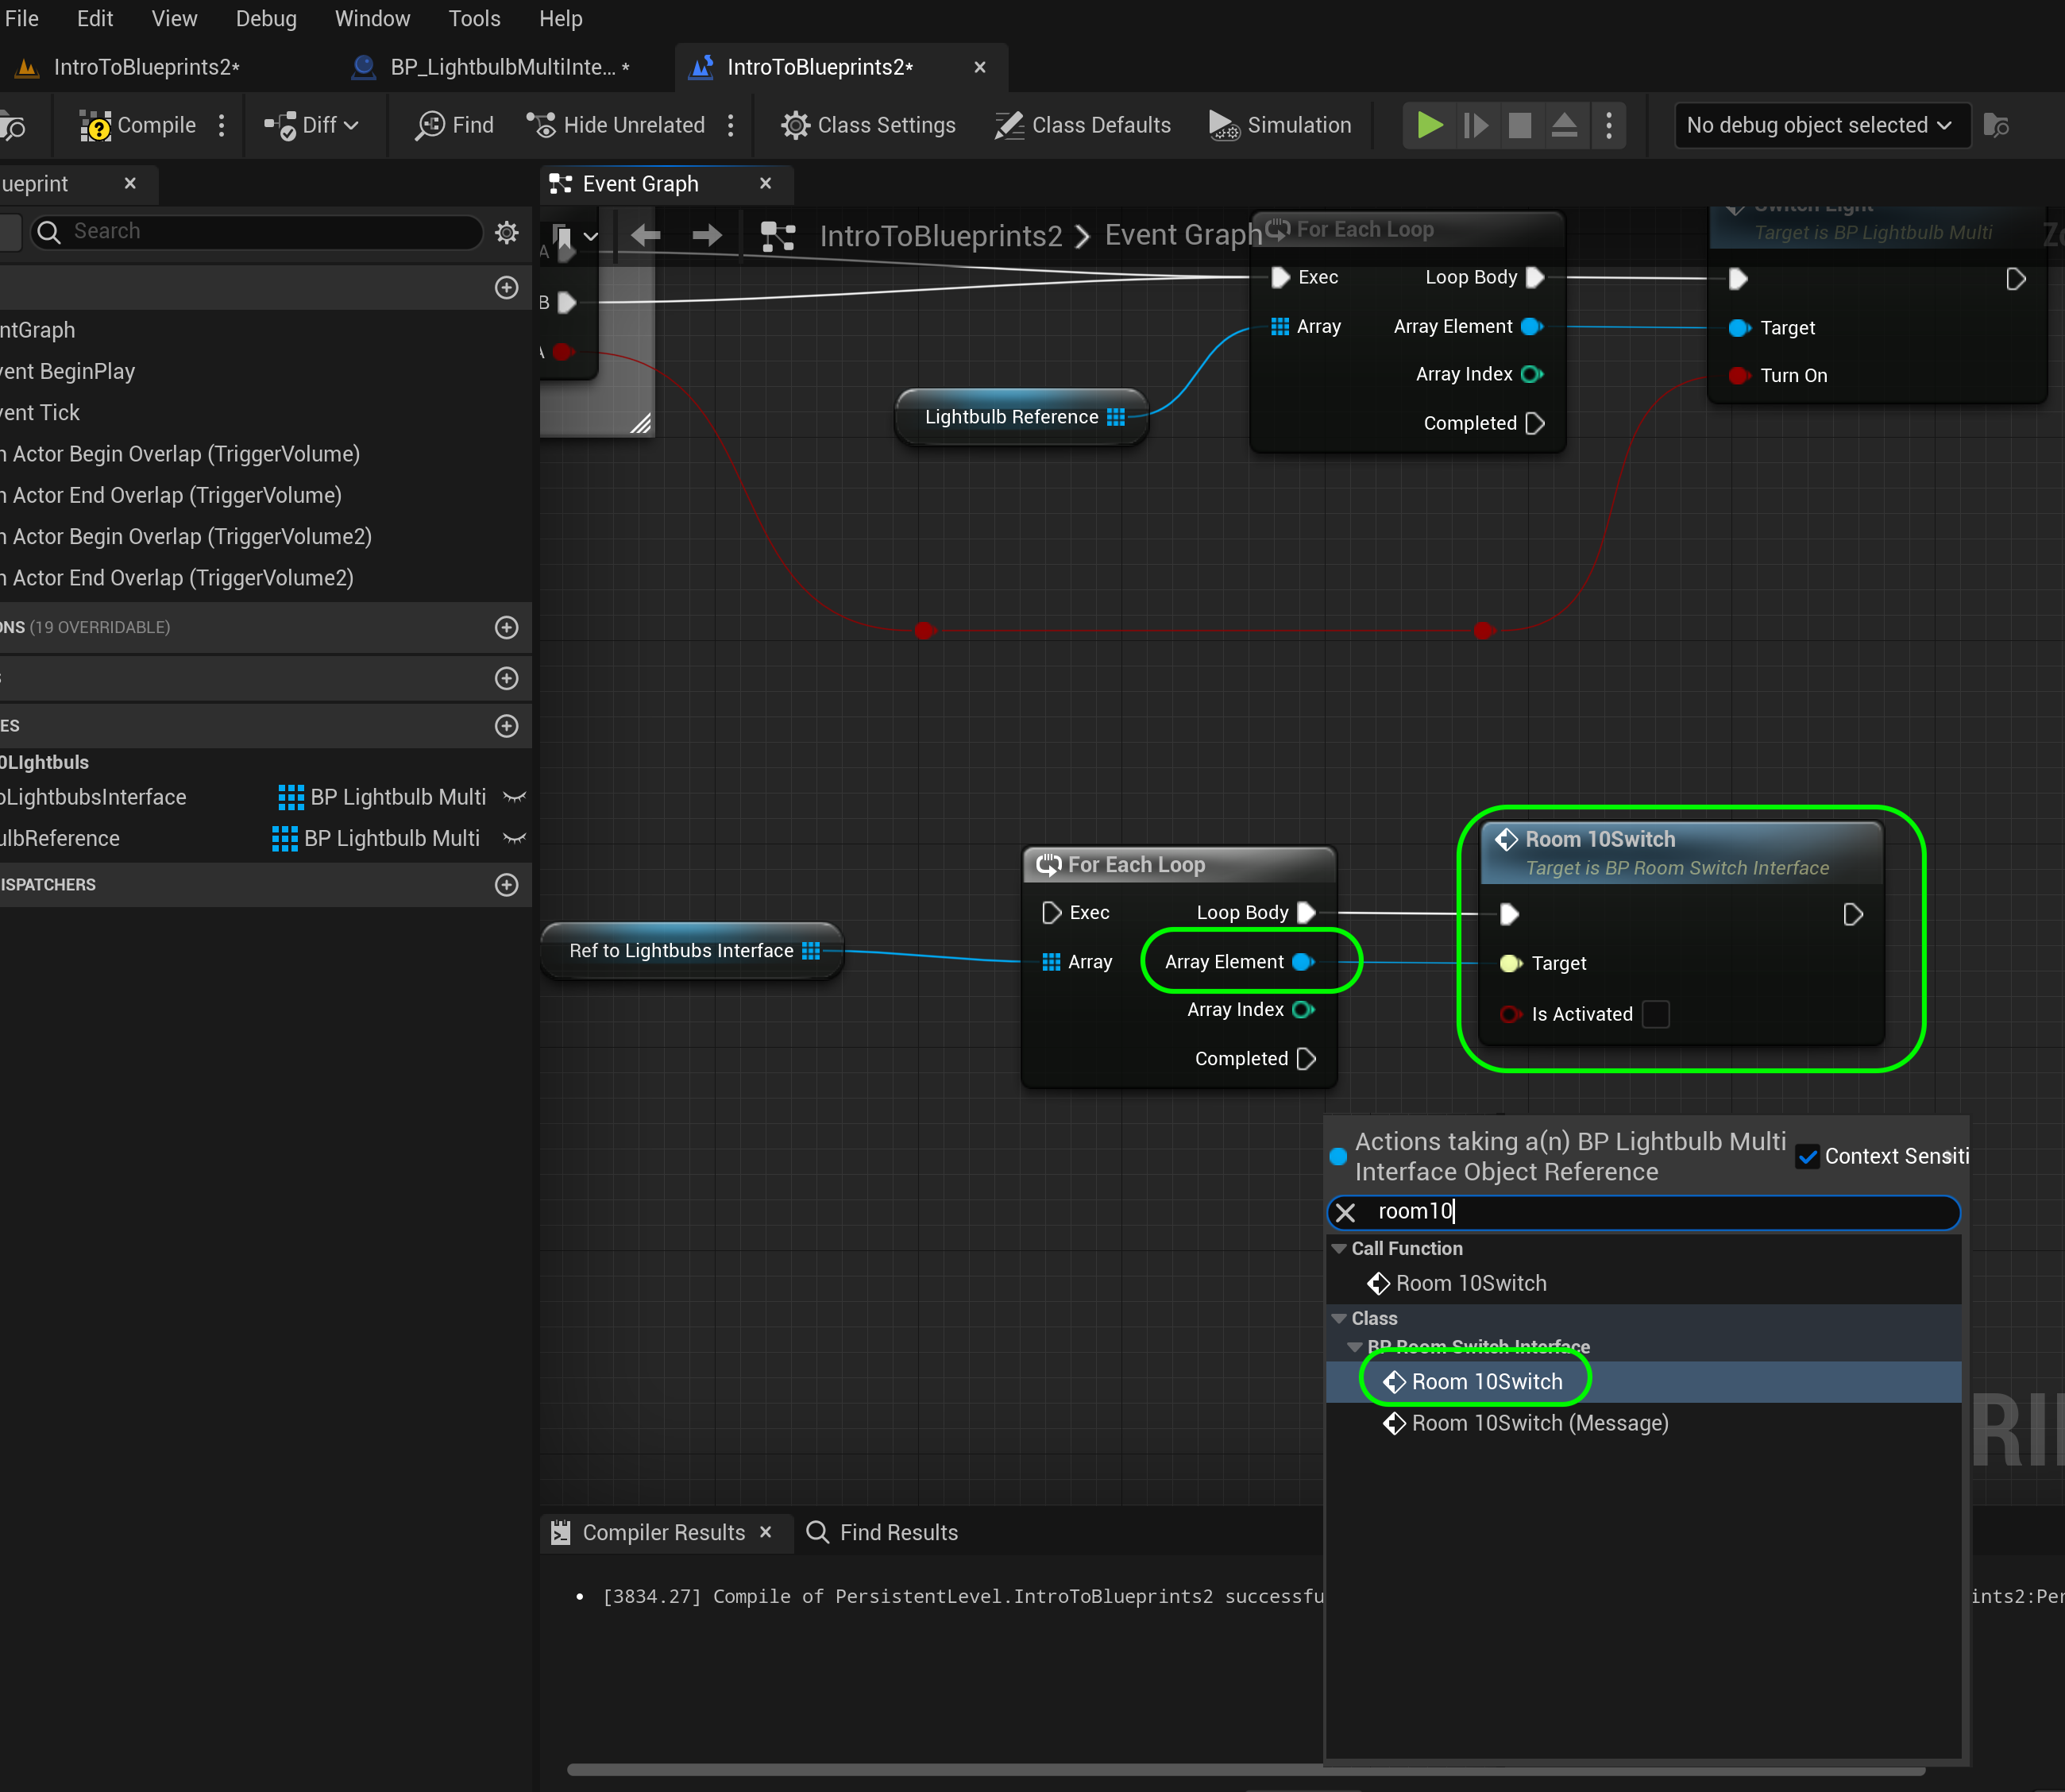 File Edit View Debug Window Tools Help
IntroToBlueprints2* BP_LightbulbMultiInte... * IntroToBlueprints2*
Compile Diff Find Hide Unrelated Class Settings Class Defaults Simulation No debug object selected
ueprint Event Graph
Search
IntroToBlueprints2 > Event Graph
For Each Loop
Switch Light
Target is BP Lightbulb Multi
A
B
Exec Loop Body
Array Array Element Target
Array Index Turn On
Lightbulb Reference
Completed
ntGraph
vent BeginPlay
vent Tick
n Actor Begin Overlap (TriggerVolume)
n Actor End Overlap (TriggerVolume)
n Actor Begin Overlap (TriggerVolume2)
n Actor End Overlap (TriggerVolume2)
ONS (19 OVERRIDABLE)
S
ES
0LIghtbuls
oLightbubsInterface BP Lightbulb Multi
ulbReference BP Lightbulb Multi
ISPATCHERS
For Each Loop
Room 10Switch
Target is BP Room Switch Interface
Exec Loop Body
Ref to Lightbubs Interface
Array Array Element Target
Array Index Is Activated
Completed
Actions taking a(n) BP Lightbulb Multi
Interface Object Reference
Context Sensiti
room10
Call Function
Room 10Switch
Class
BP Room Switch Interface
Room 10Switch
Room 10Switch (Message)
RI
Compiler Results Find Results
• [3834.27] Compile of PersistentLevel.IntroToBlueprints2 successfu ints2:Per